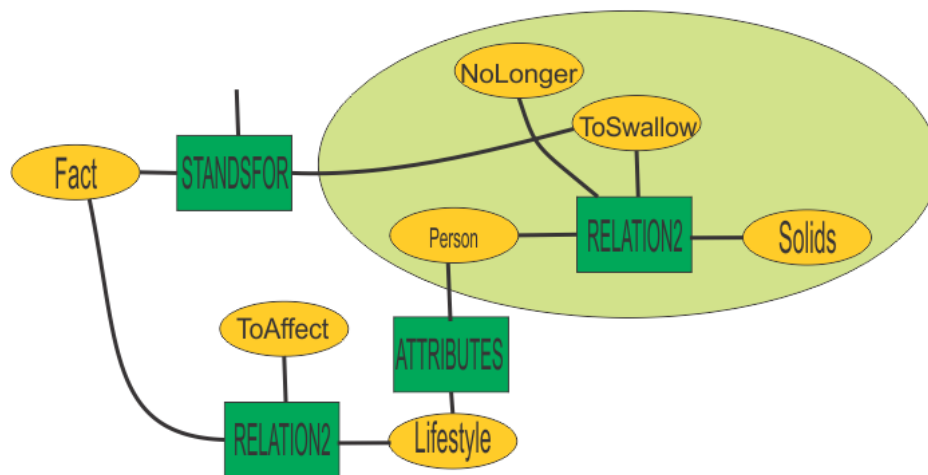 NoLonger
ToSwallow
Fact
STANDSFOR
Person
RELATION2
Solids
ToAffect
ATTRIBUTES
RELATION2
Lifestyle